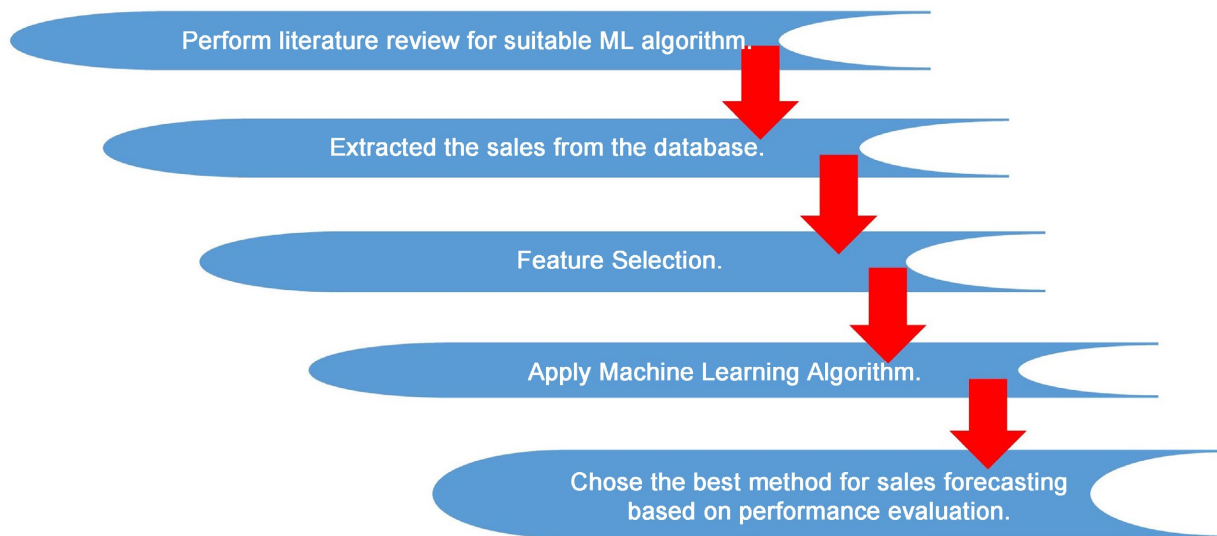 Perform literature review for suitable ML algorithm.
Extracted the sales from the database.
Feature Selection.
Apply Machine Learning Algorithm.
Chose the best method for sales forecasting
based on performance evaluation.